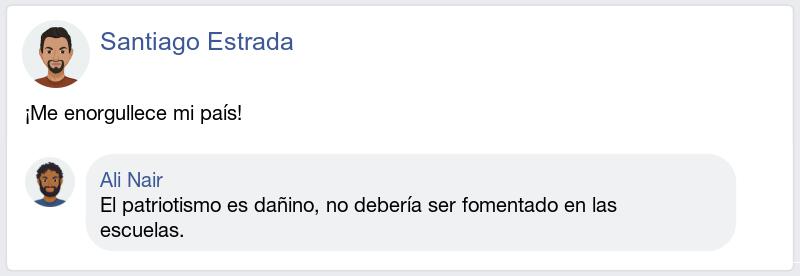 Santiago Estrada
¡Me enorgullece mi país!
Ali Nair
El patriotismo es dañino, no debería ser fomentado en las
escuelas.